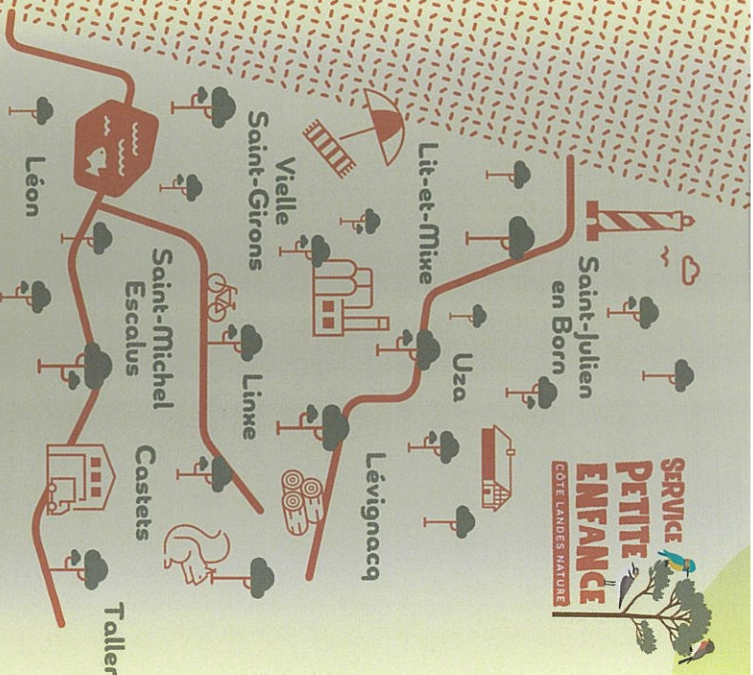 SERVICE
PETITE
ENFANCE
CÔTE LANDES NATURE
Saint-Julien
en Born
Lit-et-Mixe
Uza
Lévignacq
Vielle
Saint-Girons
Linxe
Saint-Michel
Escalus
Castets
Léon
Taller